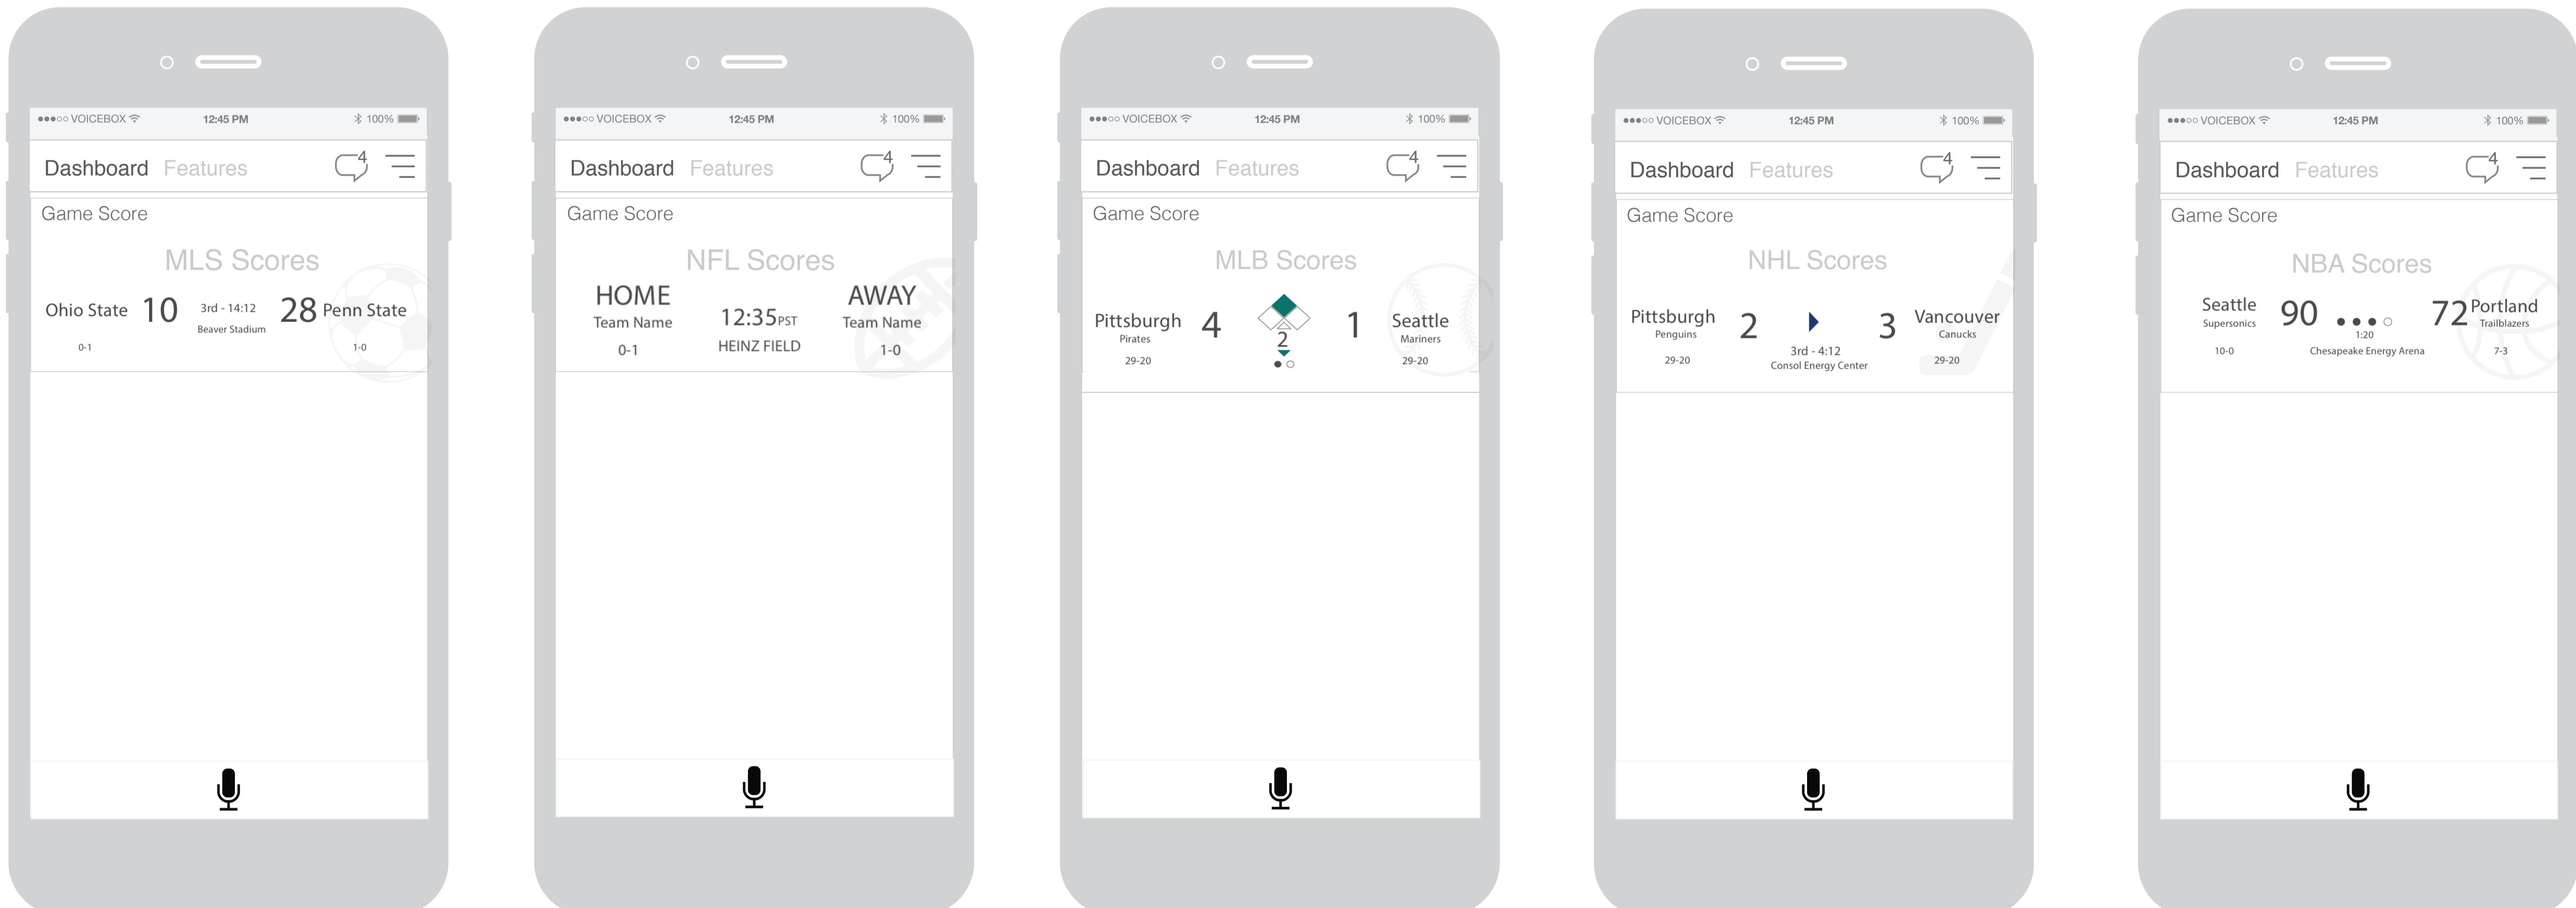 VOICEBOX 12:45 PM 100%
Dashboard Features 4
Game Score
MLS Scores
Ohio State 10 3rd - 14:12 28 Penn State
Beaver Stadium
0-1 1-0
VOICEBOX 12:45 PM 100%
Dashboard Features 4
Game Score
NFL Scores
HOME AWAY
Team Name 12:35 PST Team Name
0-1 HEINZ FIELD 1-0
VOICEBOX 12:45 PM 100%
Dashboard Features 4
Game Score
MLB Scores
Pittsburgh 4 1 Seattle
Pirates 2 Mariners
29-20 29-20
VOICEBOX 12:45 PM 100%
Dashboard Features 4
Game Score
NHL Scores
Pittsburgh 2 3 Vancouver
Penguins Canucks
3rd - 4:12
29-20 Consol Energy Center 29-20
VOICEBOX 12:45 PM 100%
Dashboard Features 4
Game Score
NBA Scores
Seattle 90 72 Portland
Supersonics Trailblazers
1:20
10-0 Chesapeake Energy Arena 7-3